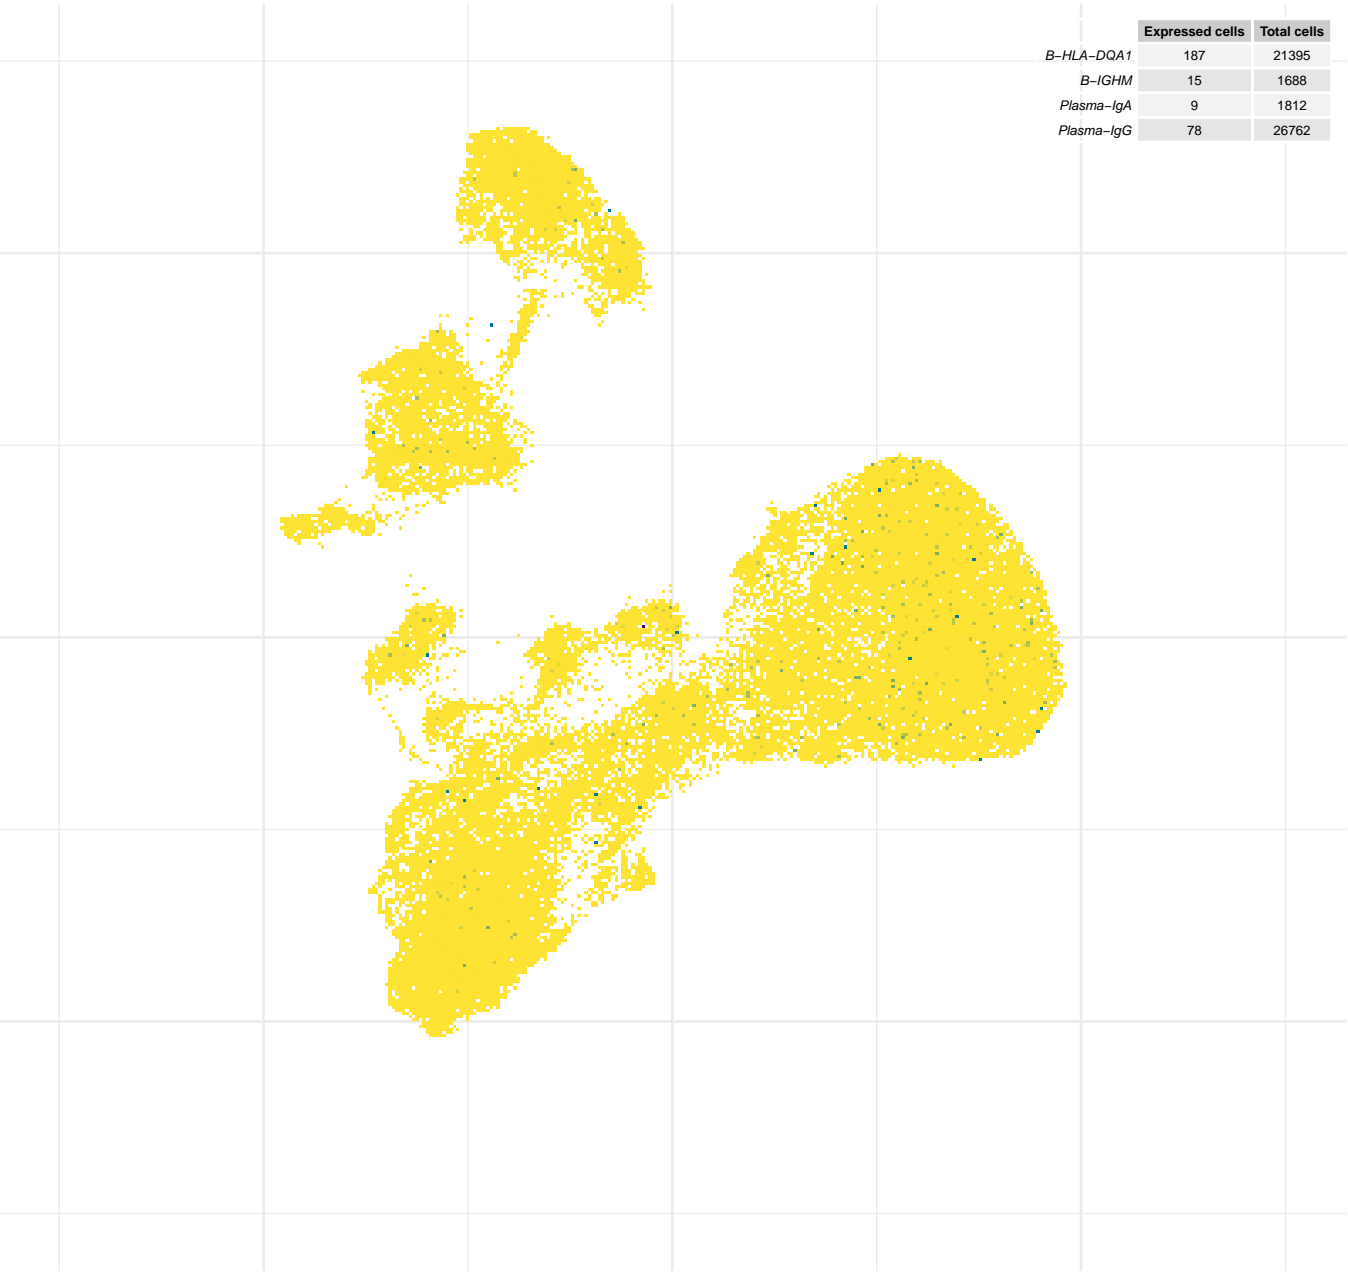 Expressed cells Total cells
B−HLA−DQA1 187 21395
B−IGHM 15 1688
Plasma−IgA 9 1812
Plasma−IgG 78 26762